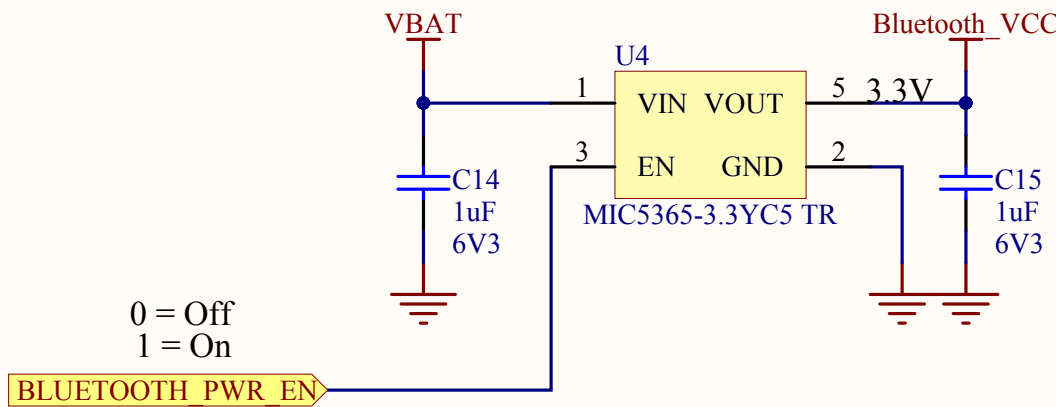 VBAT
Bluetooth_VCC
U4
1
VIN
VOUT
5
3.3V
3
EN
GND
2
C14
1uF
6V3
MIC5365-3.3YC5 TR
C15
1uF
6V3
0 = Off
1 = On
BLUETOOTH_PWR_EN